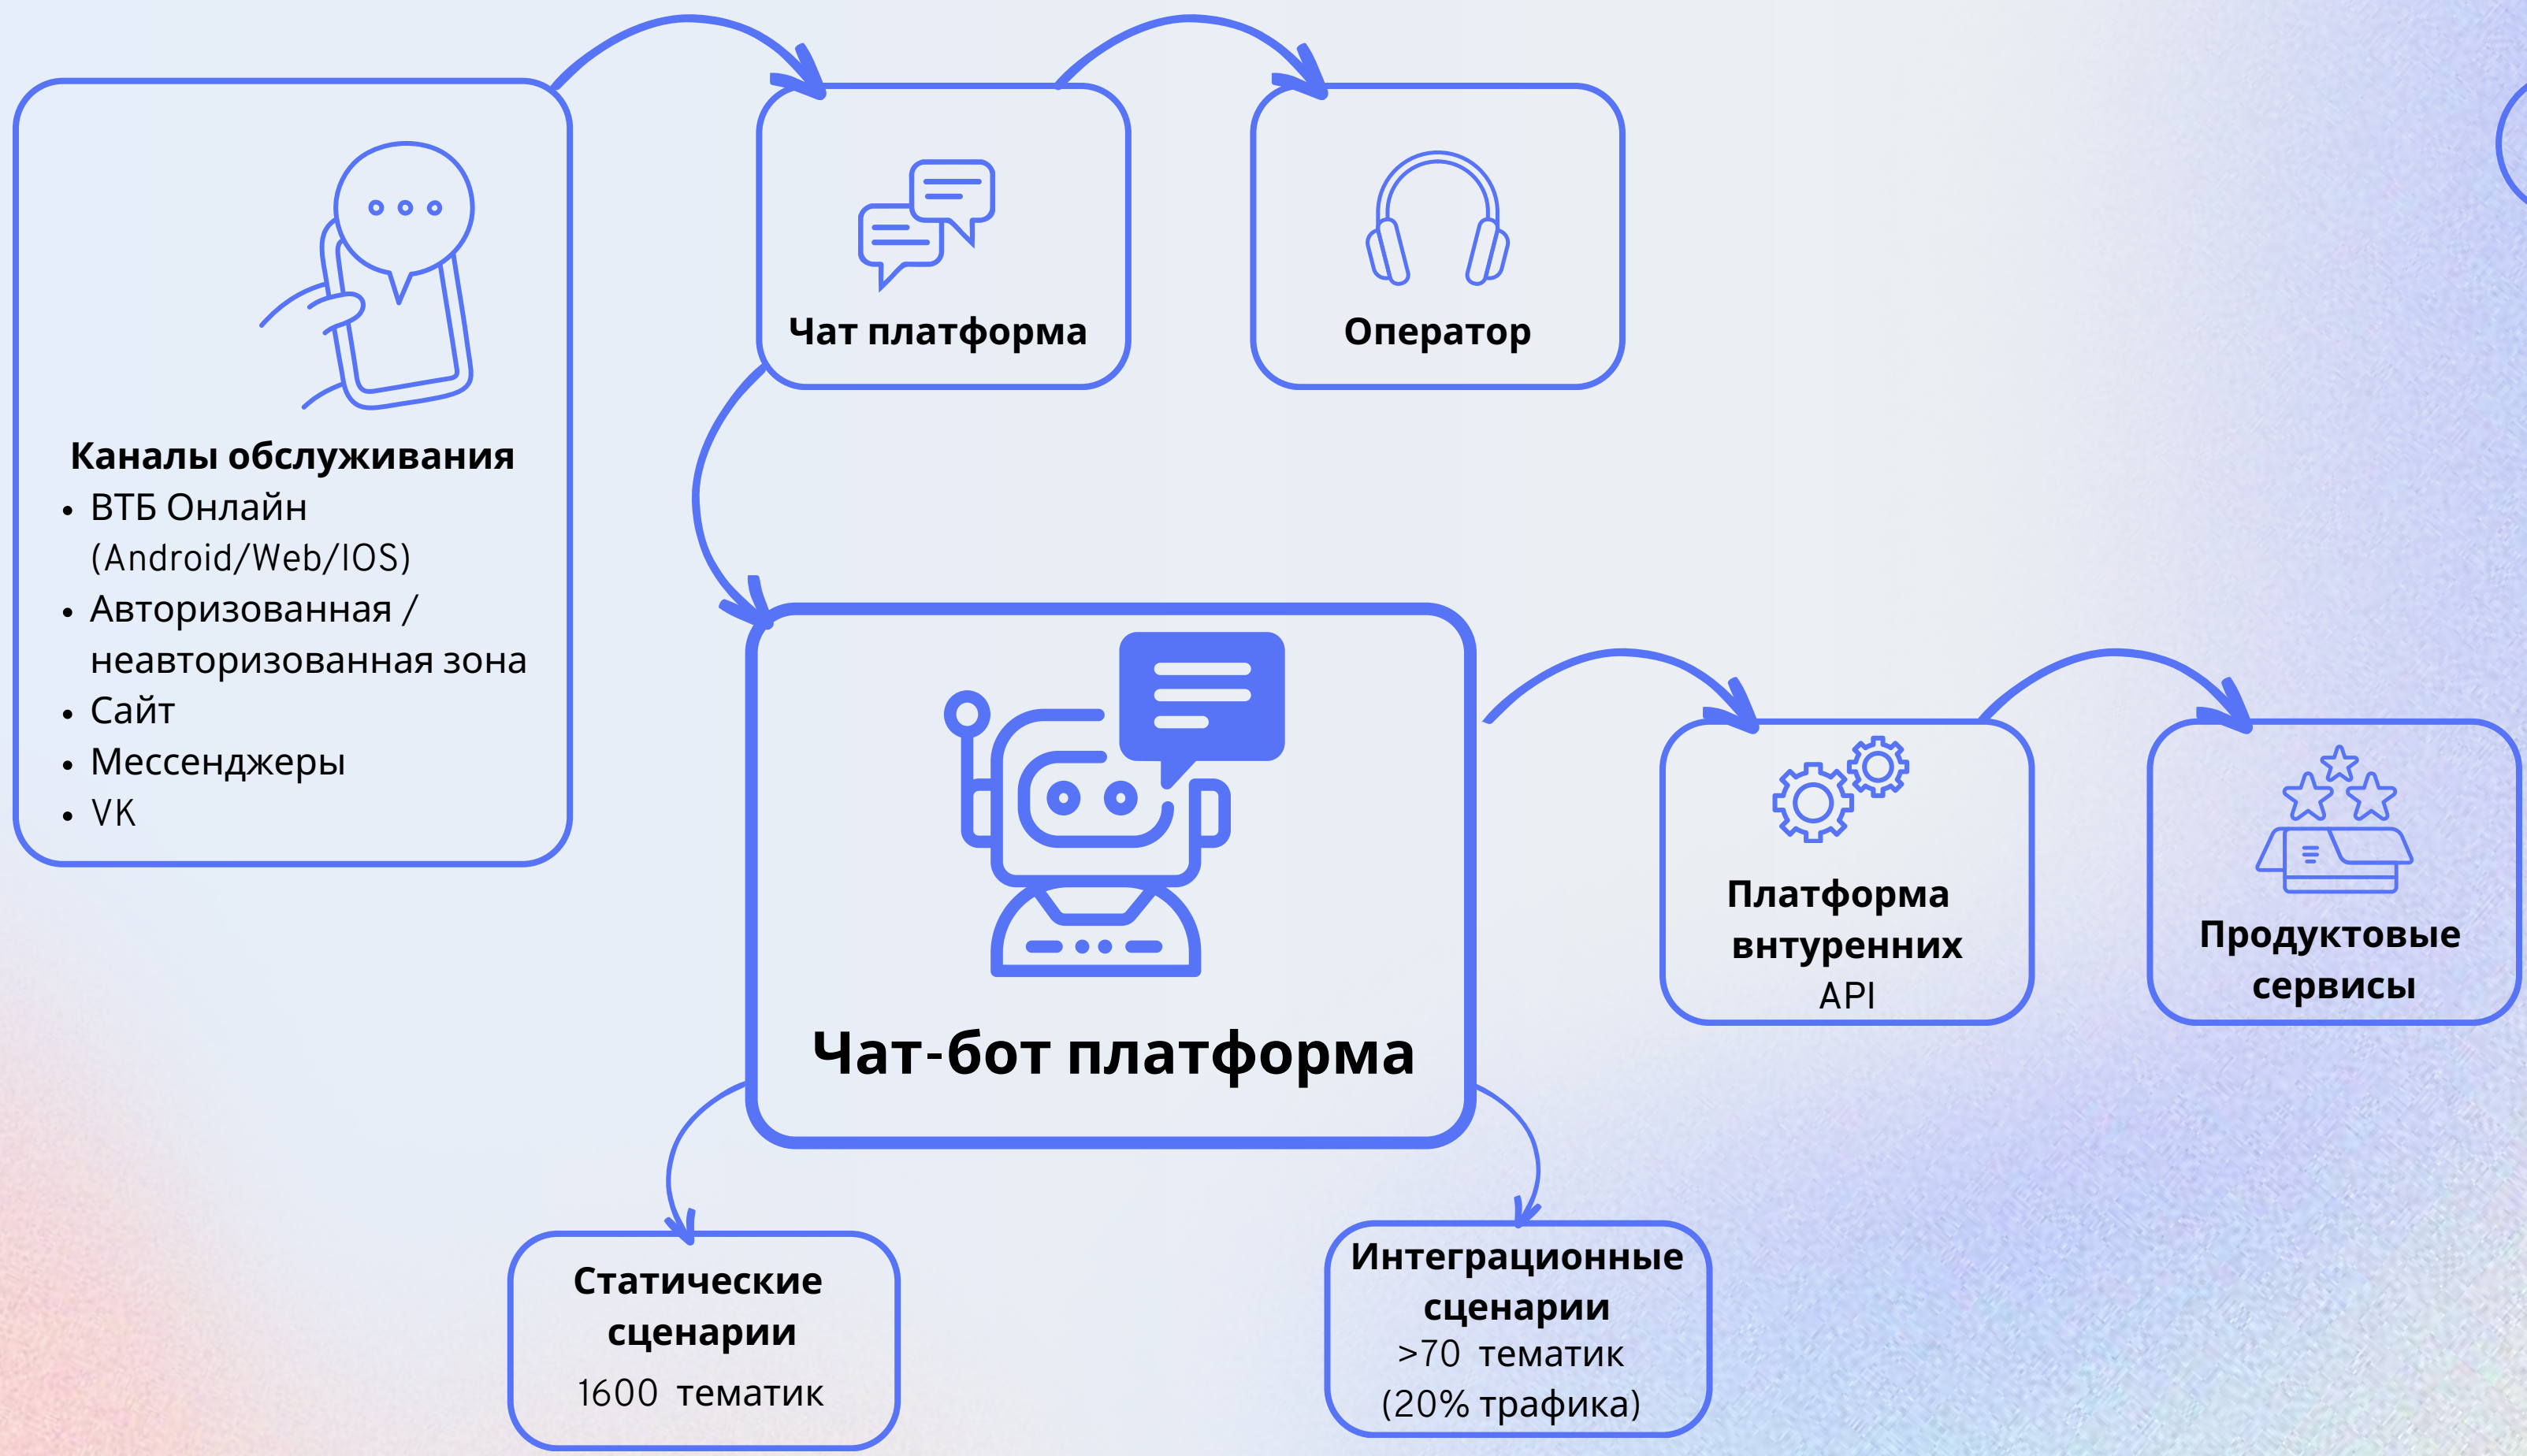 Чат платформа
Оператор
Каналы обслуживания
• ВТБ Онлайн
(Android/Web/IOS)
• Авторизованная /
неавторизованная зона
• Сайт
• Мессенджеры
• VK
Чат-бот платформа
Платформа
внтуренних
API
Продуктовые
сервисы
Статические
сценарии
1600 тематик
Интеграционные
сценарии
>70 тематик
(20% трафика)